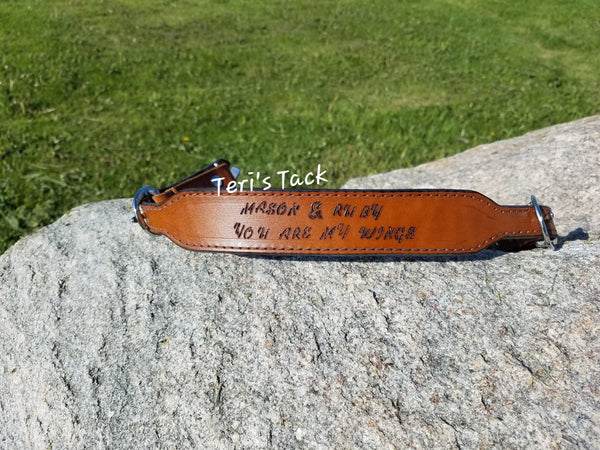 Teri's Tack
MASON & RUBY
YOU ARE MY WINGS